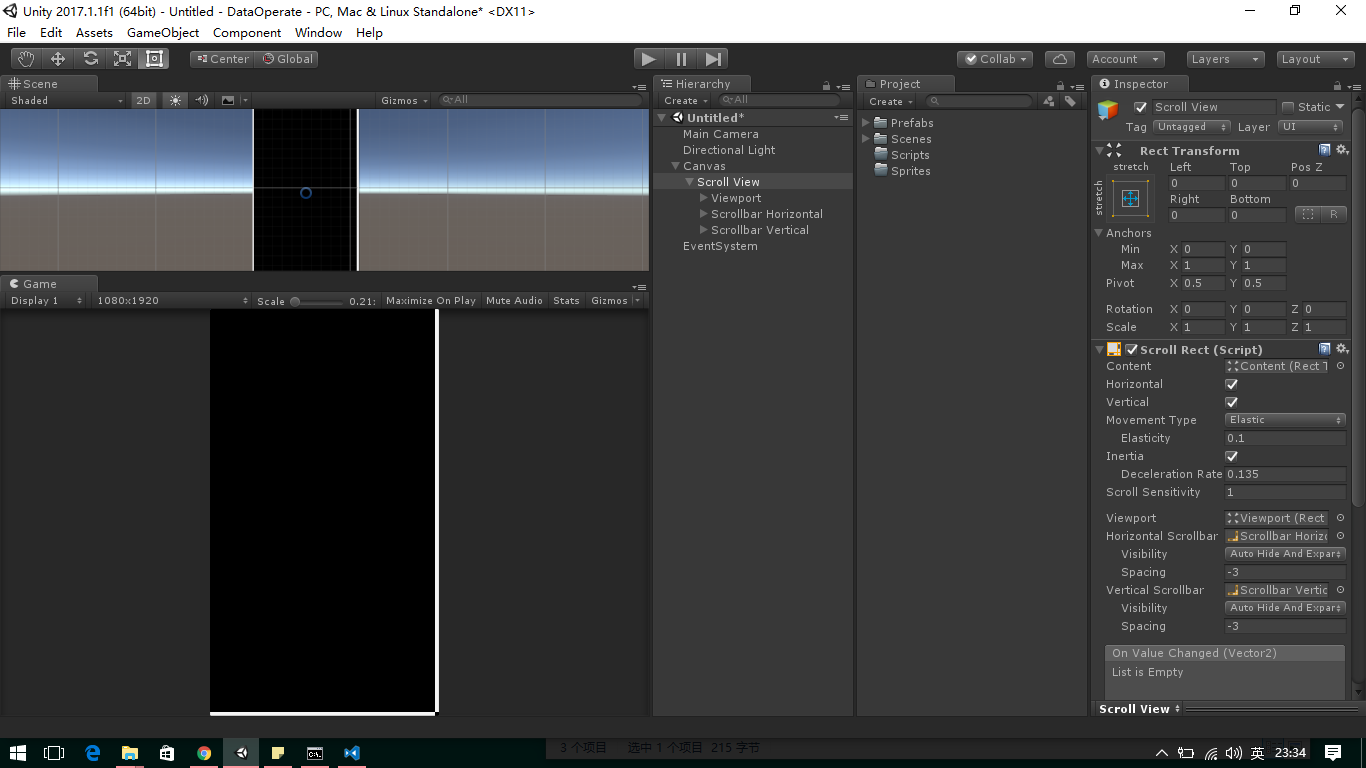 Unity 2017.1.1f1 (64bit) - Untitled - DataOperate - PC, Mac & Linux Standalone* <DX11>
File Edit Assets GameObject Component Window Help
Center Global Collab Account Layers Layout
Scene
Shaded 2D Gizmos All
Game
Display 1 1080x1920 Scale 0.21: Maximize On Play Mute Audio Stats Gizmos
Hierarchy
Create All
Untitled*
Main Camera
Directional Light
Canvas
Scroll View
Viewport
Scrollbar Horizontal
Scrollbar Vertical
EventSystem
Project
Create
Prefabs
Scenes
Scripts
Sprites
Inspector
Scroll View Static
Tag Untagged Layer UI
Rect Transform
stretch Left Top Pos Z
stretch 0 0 0
Right Bottom
0 0 R
Anchors
Min X 0 Y 0
Max X 1 Y 1
Pivot X 0.5 Y 0.5
Rotation X 0 Y 0 Z 0
Scale X 1 Y 1 Z 1
Scroll Rect (Script)
Content Content (Rect T
Horizontal
Vertical
Movement Type Elastic
Elasticity 0.1
Inertia
Deceleration Rate 0.135
Scroll Sensitivity 1
Viewport Viewport (Rect
Horizontal Scrollbar Scrollbar Horizo
Visibility Auto Hide And Expar
Spacing -3
Vertical Scrollbar Scrollbar Vertic
Visibility Auto Hide And Expar
Spacing -3
On Value Changed (Vector2)
List is Empty
Scroll View
3 个项目 选中 1 个项目 215 字节
英 23:34